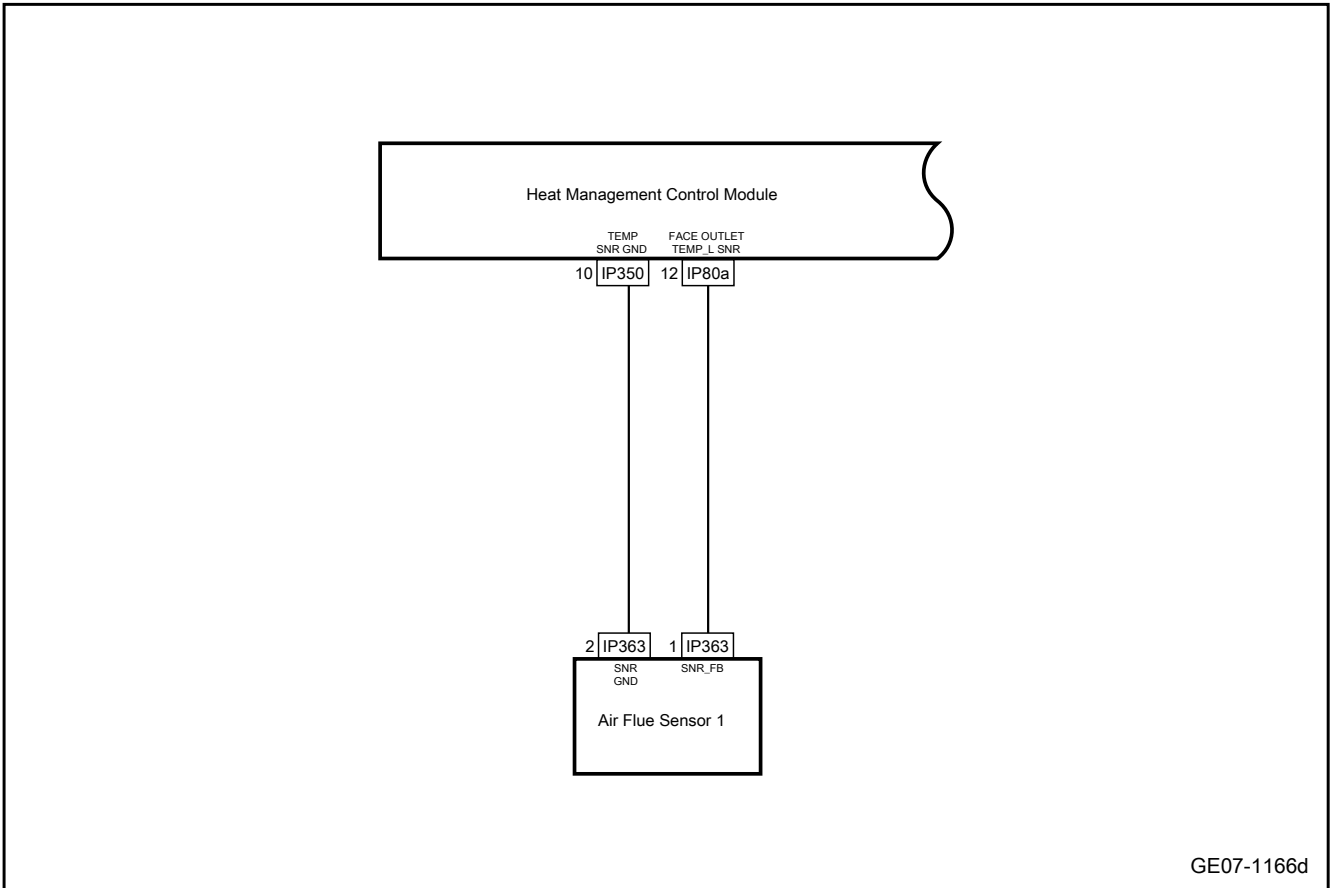 Heat Management Control Module
TEMP
SNR GND
FACE OUTLET
TEMP_L SNR
10 IP350
12 IP80a
2 IP363
1 IP363
SNR
GND
SNR_FB
Air Flue Sensor 1
GE07-1166d